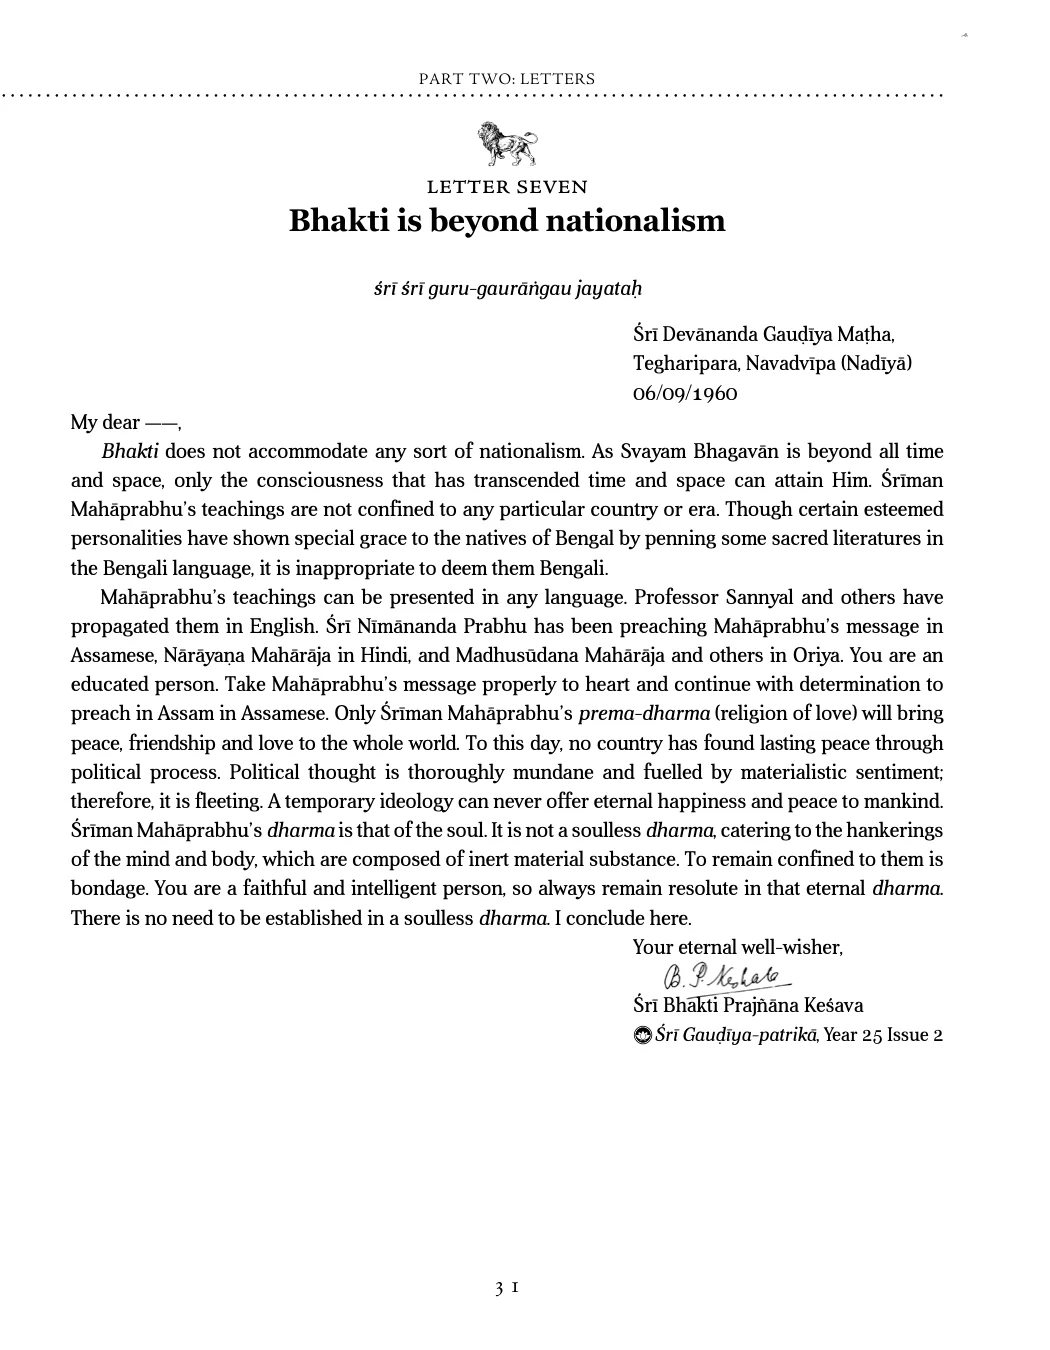 PART TWO: LETTERS
LETTER SEVEN
Bhakti is beyond nationalism
śrī śrī guru-gaurāṅgau jayataḥ
Śrī Devānanda Gauḍīya Maṭha,
Tegharipara, Navadvīpa (Nadīyā)
06/09/1960
My dear ——,
Bhakti does not accommodate any sort of nationalism. As Svayam Bhagavān is beyond all time
and space, only the consciousness that has transcended time and space can attain Him. Śrīman
Mahāprabhu’s teachings are not confined to any particular country or era. Though certain esteemed
personalities have shown special grace to the natives of Bengal by penning some sacred literatures in
the Bengali language, it is inappropriate to deem them Bengali.
Mahāprabhu’s teachings can be presented in any language. Professor Sannyal and others have
propagated them in English. Śrī Nīmānanda Prabhu has been preaching Mahāprabhu’s message in
Assamese, Nārāyaṇa Mahārāja in Hindi, and Madhusūdana Mahārāja and others in Oriya. You are an
educated person. Take Mahāprabhu’s message properly to heart and continue with determination to
preach in Assam in Assamese. Only Śrīman Mahāprabhu’s prema-dharma (religion of love) will bring
peace, friendship and love to the whole world. To this day, no country has found lasting peace through
political process. Political thought is thoroughly mundane and fuelled by materialistic sentiment;
therefore, it is fleeting. A temporary ideology can never offer eternal happiness and peace to mankind.
Śrīman Mahāprabhu’s dharma is that of the soul. It is not a soulless dharma, catering to the hankerings
of the mind and body, which are composed of inert material substance. To remain confined to them is
bondage. You are a faithful and intelligent person, so always remain resolute in that eternal dharma.
There is no need to be established in a soulless dharma. I conclude here.
Your eternal well-wisher,
B. P. Keshab
Śrī Bhakti Prajñāna Keśava
Śrī Gauḍīya-patrikā, Year 25 Issue 2
31